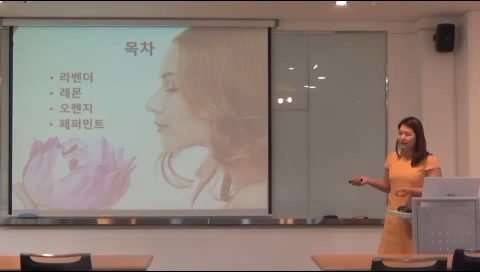 목차
• 라벤더
• 레몬
• 오렌지
• 페퍼민트